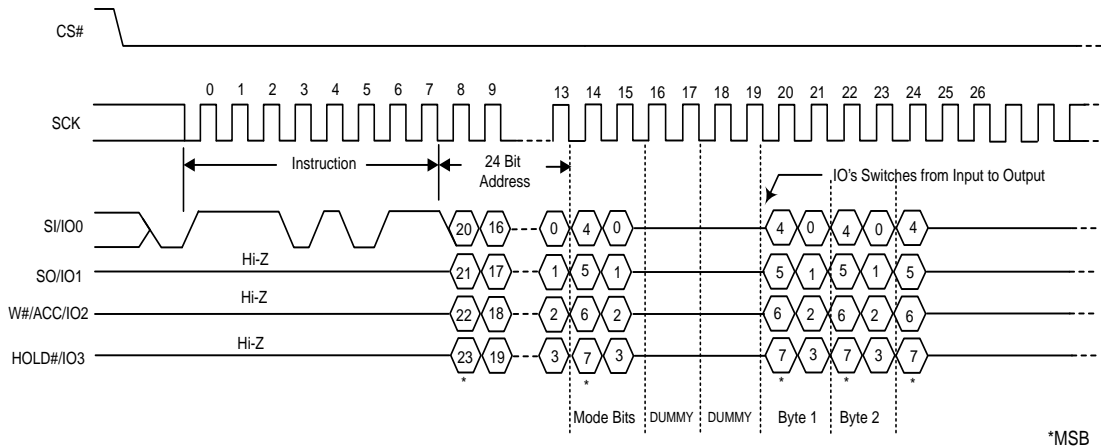 CS#
0 1 2 3 4 5 6 7 8 9 13 14 15 16 17 18 19 20 21 22 23 24 25 26
SCK
Instruction
24 Bit
Address
IO's Switches from Input to Output
SI/IO0 20 16 0 4 0 4 0 4 0 4
SO/IO1 Hi-Z 21 17 1 5 1 5 1 5 1 5
W#/ACC/IO2 Hi-Z 22 18 2 6 2 6 2 6 2 6
HOLD#/IO3 Hi-Z 23 19 3 7 3 7 3 7 3 7
* * * * *
Mode Bits DUMMY DUMMY Byte 1 Byte 2
*MSB